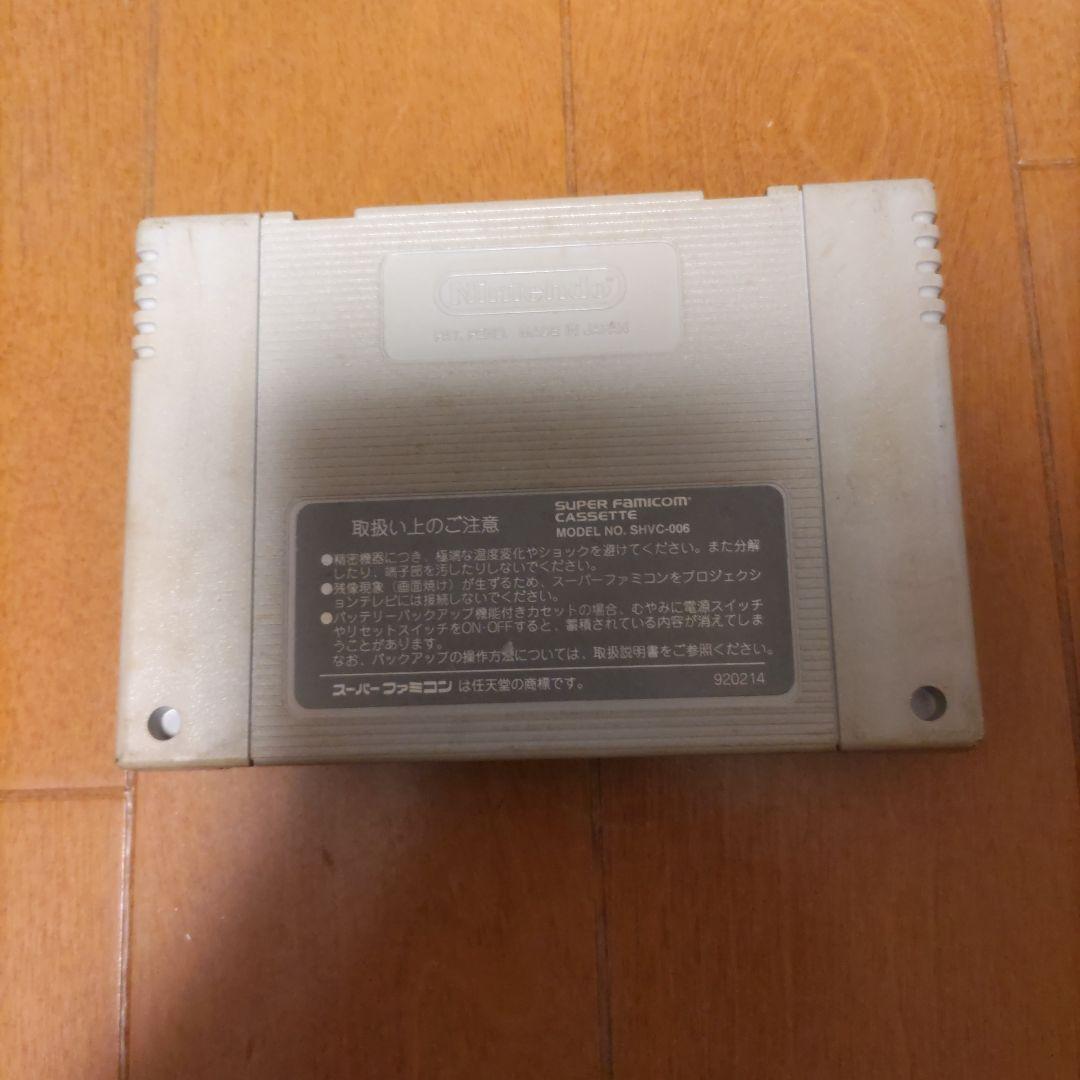 Nintendo
PAT. PEND. MADE IN JAPAN
取扱い上のご注意
SUPER FAMICOM
CASSETTE
MODEL NO. SHVC-006
●精密機器につき、極端な温度変化やショックを避けてください。また分解
したり、端子部を汚したりしないでください。
●残像現象(画面焼け)が生ずるため、スーパーファミコンをプロジェクシ
ョンテレビには接続しないでください。
●バッテリーバックアップ機能付きカセットの場合、むやみに電源スイッチ
やリセットスイッチをON・OFFすると、蓄積されている内容が消えてしま
うことがあります。
なお、バックアップの操作方法については、取扱説明書をご参照ください。
スーパーファミコンは任天堂の商標です。
920214